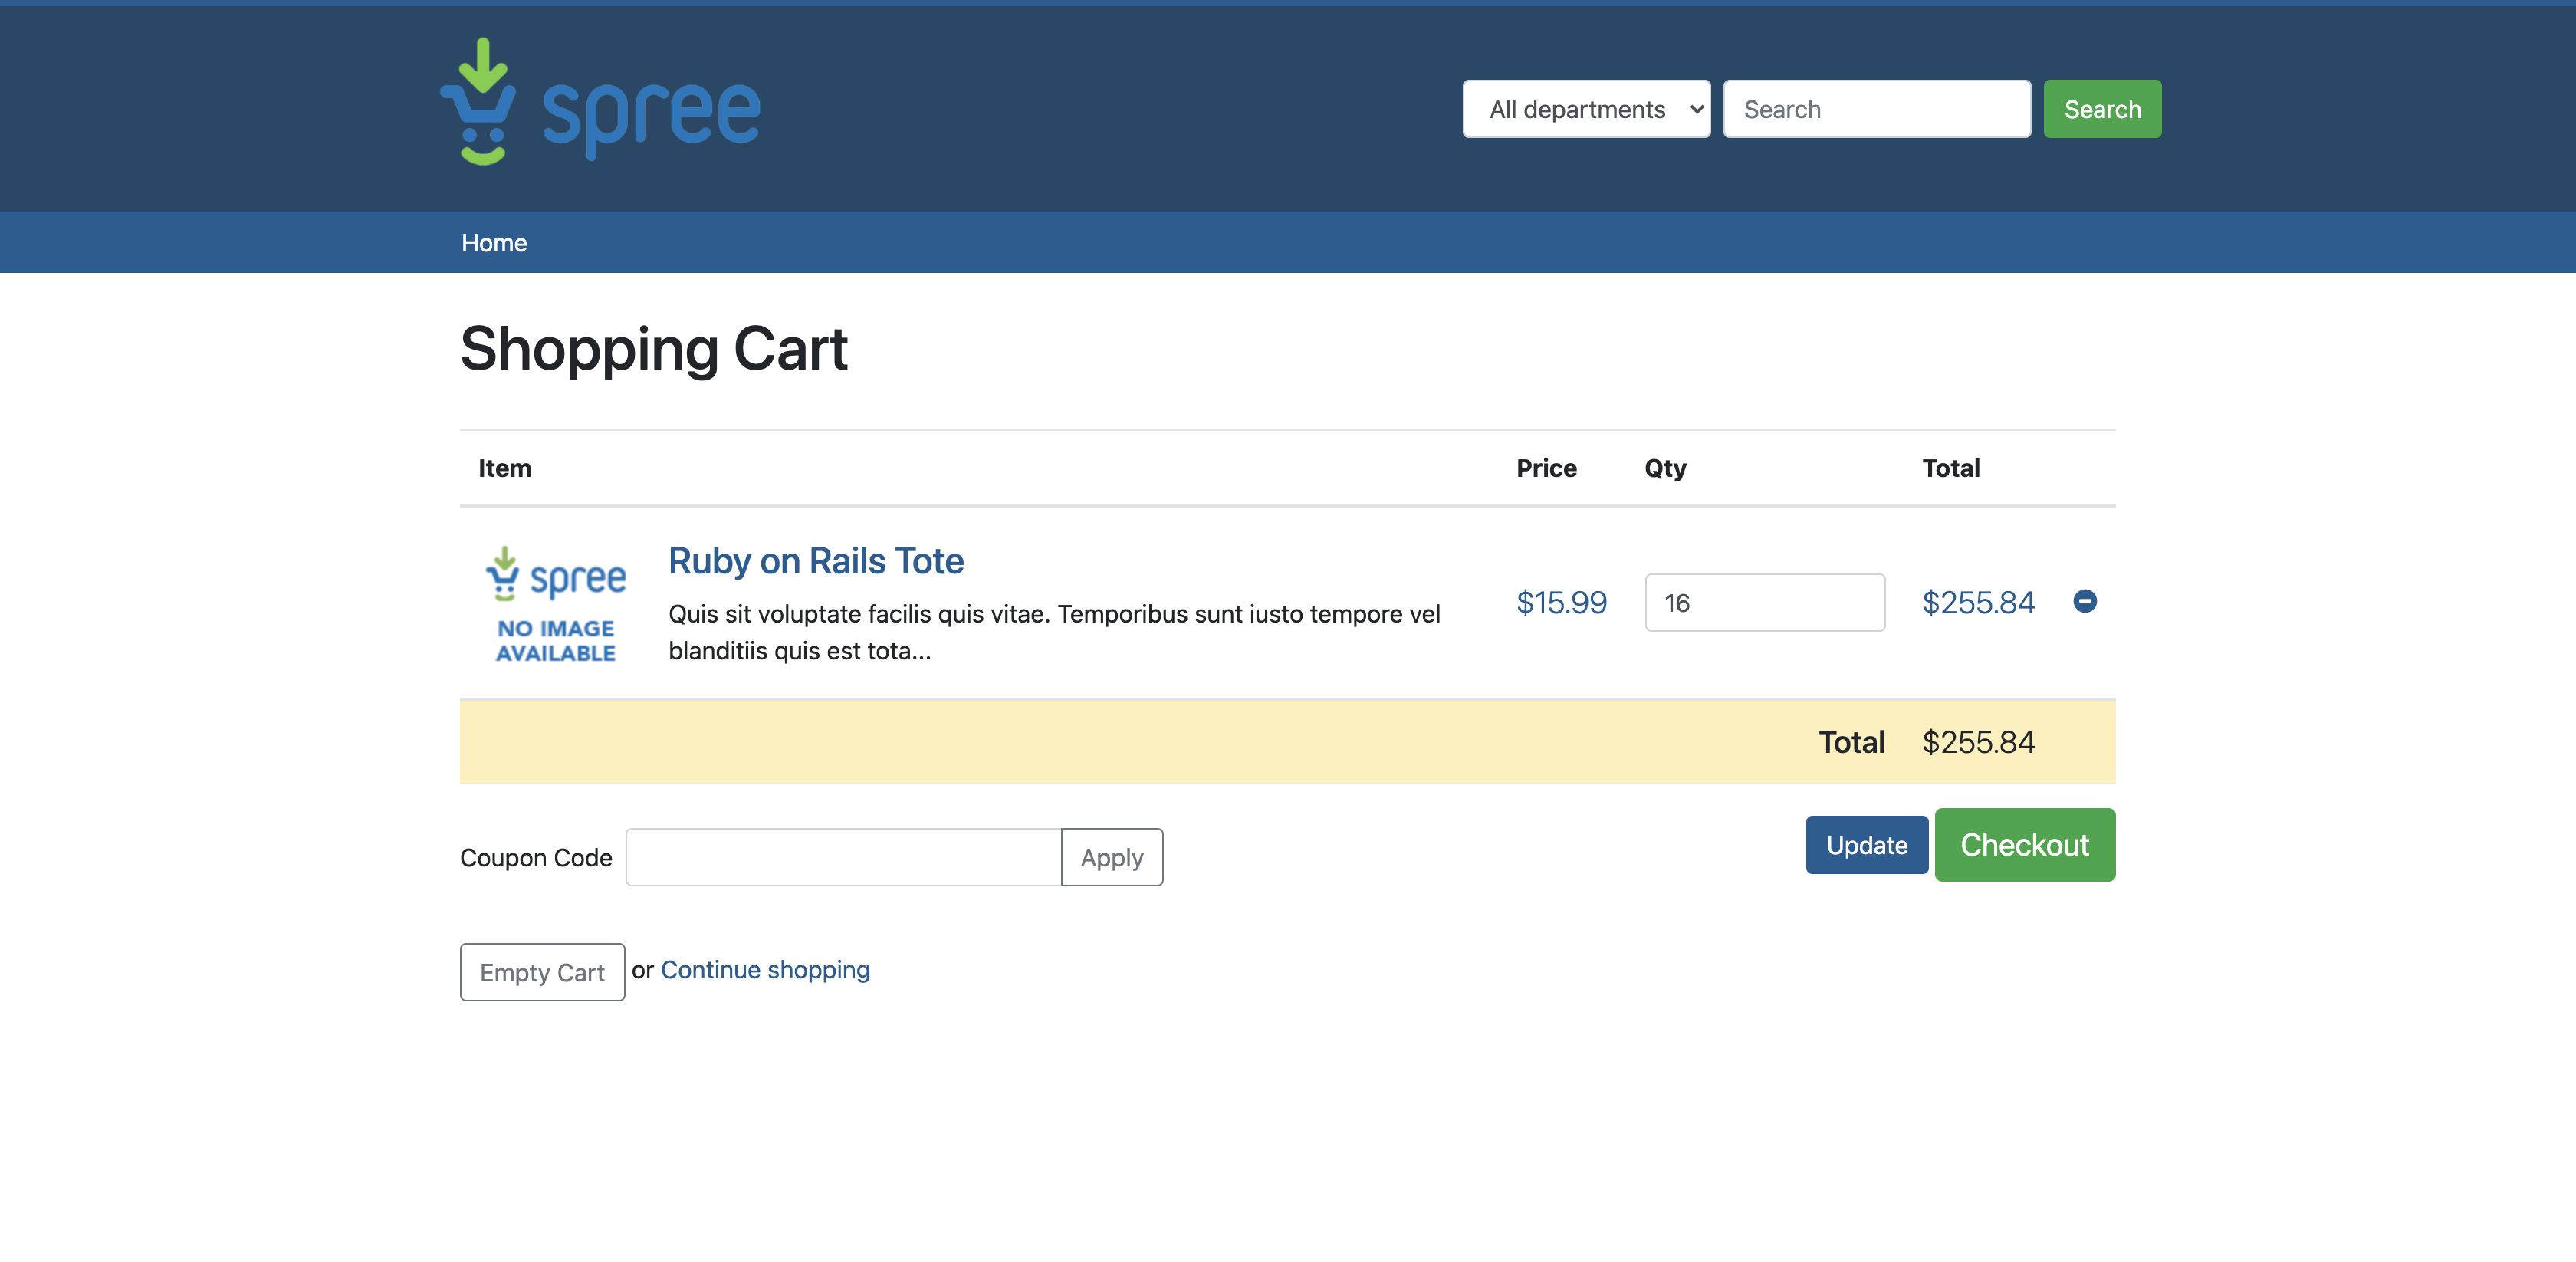 spree
All departments
Search
Search
Home
Shopping Cart
Item Price Qty Total
spree
NO IMAGE
AVAILABLE
Ruby on Rails Tote
Quis sit voluptate facilis quis vitae. Temporibus sunt iusto tempore vel
blanditiis quis est tota...
$15.99 16 $255.84
Total $255.84
Coupon Code Apply
Update Checkout
Empty Cart or Continue shopping